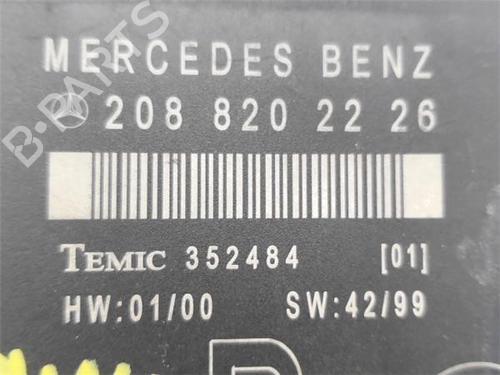 MERCEDES BENZ
208 820 22 26
TEMIC 352484 [01]
HW:01/00 SW:42/99
B-PARTS